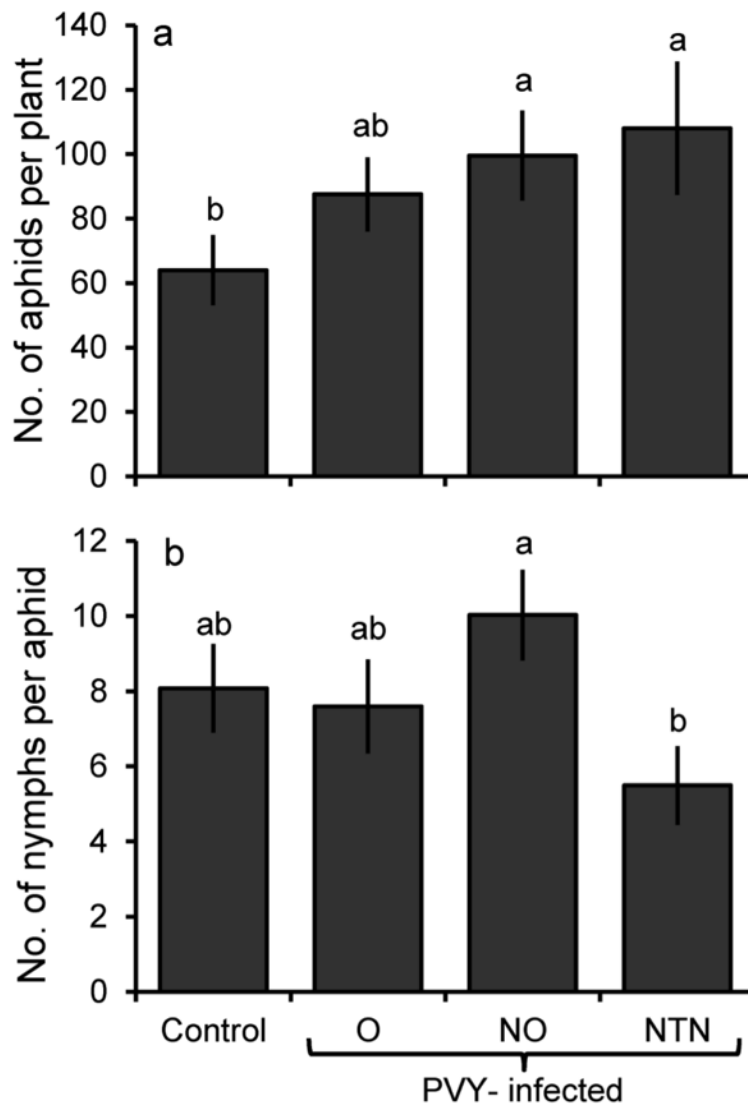 a
No. of aphids per plant
140
120
100
80
60
40
20
0
b
ab
a
a
b
No. of nymphs per aphid
12
10
8
6
4
2
0
ab
ab
a
b
Control O NO NTN
PVY- infected